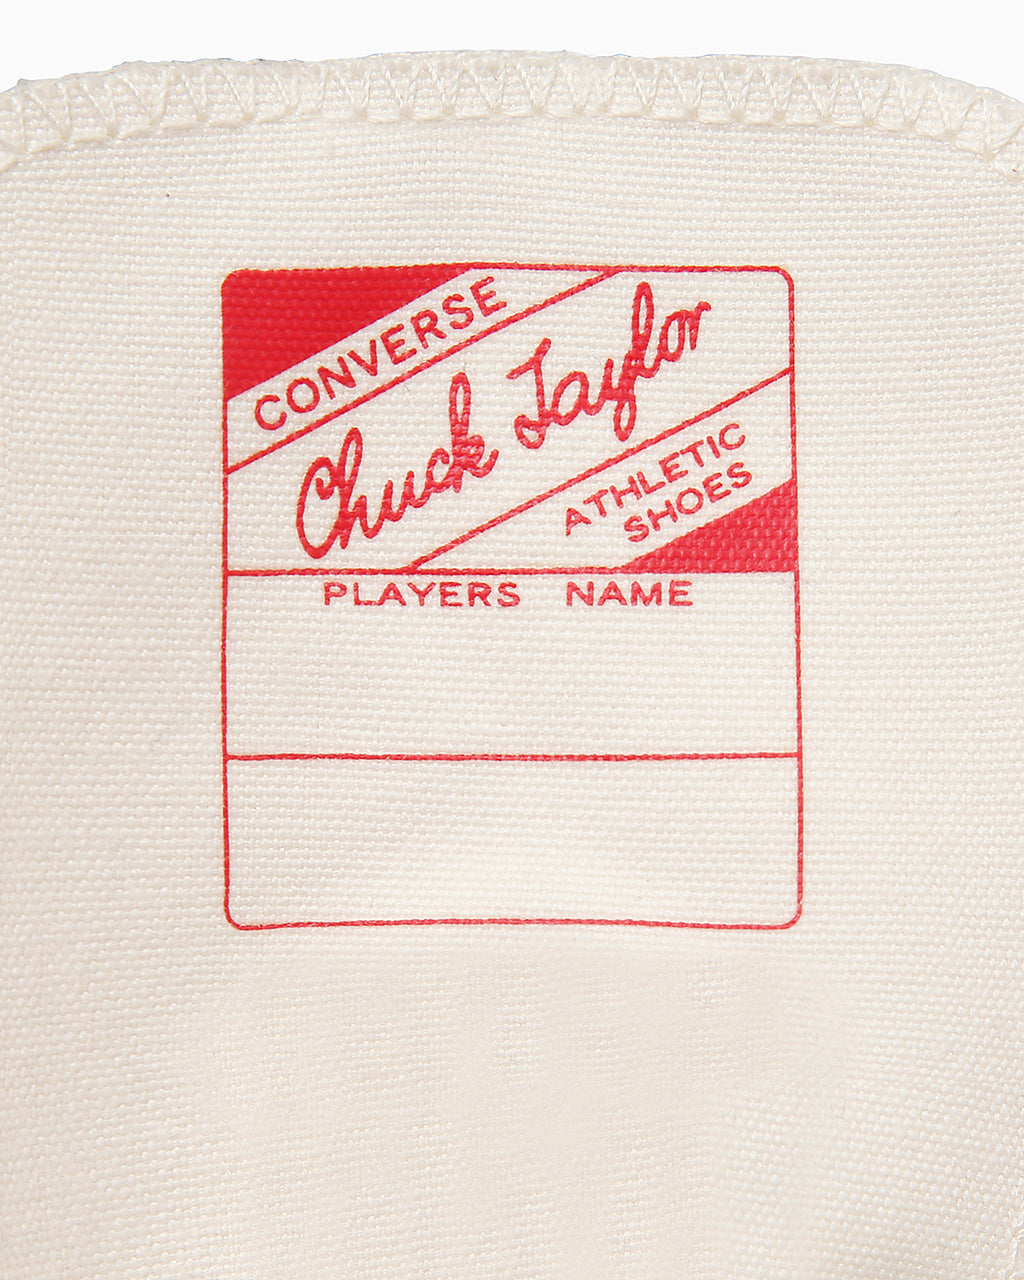 CONVERSE
Chuck Taylor
ATHLETIC
SHOES
PLAYERS NAME